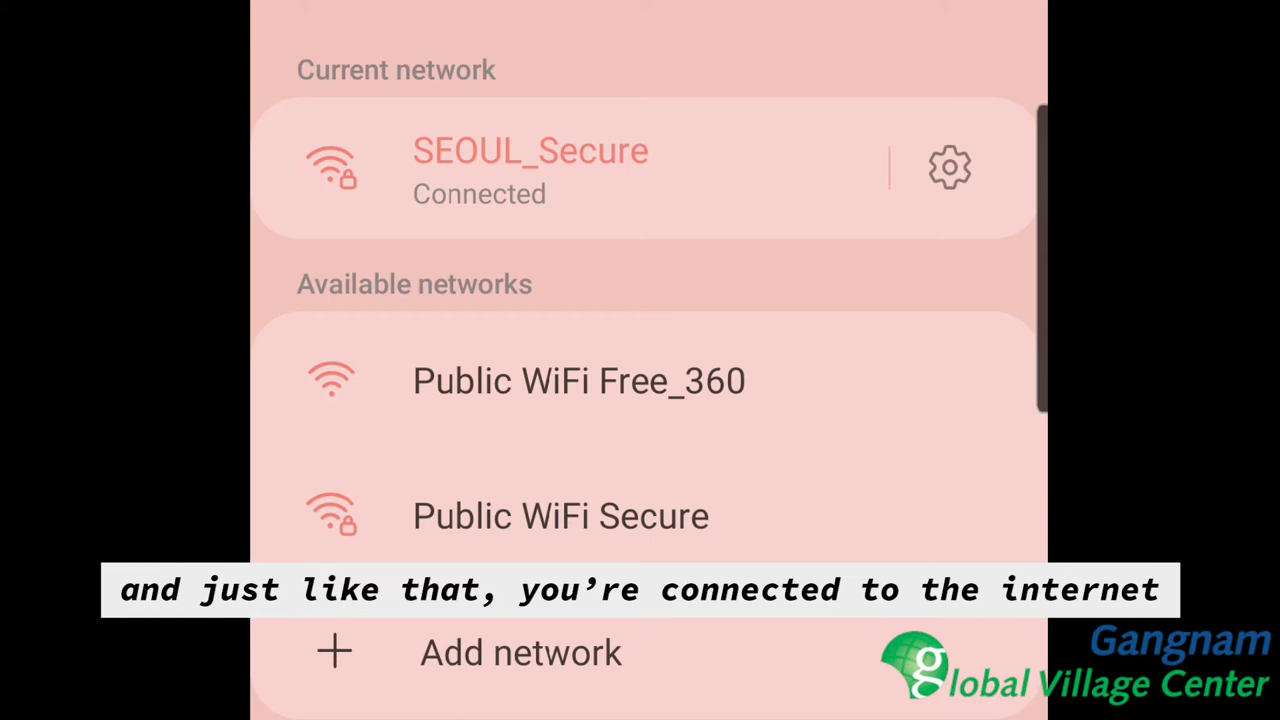 Current network
SEOUL_Secure
Connected
Available networks
Public WiFi Free_360
Public WiFi Secure
and just like that, you’re connected to the internet
Add network
Gangnam
global Village Center